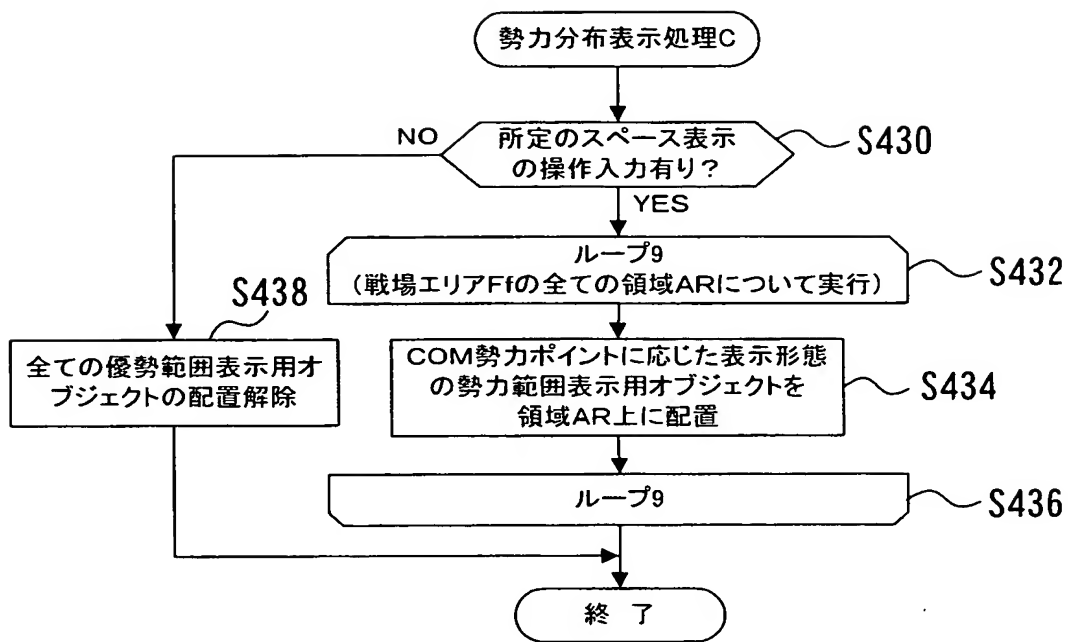 勢力分布表示処理C
所定のスペース表示
の操作入力有り？
S430
NO
YES
ループ9
（戦場エリアFfの全ての領域ARについて実行）
S432
S438
全ての優勢範囲表示用オ
ブジェクトの配置解除
COM勢力ポイントに応じた表示形態
の勢力範囲表示用オブジェクトを
領域AR上に配置
S434
ループ9
S436
終 了